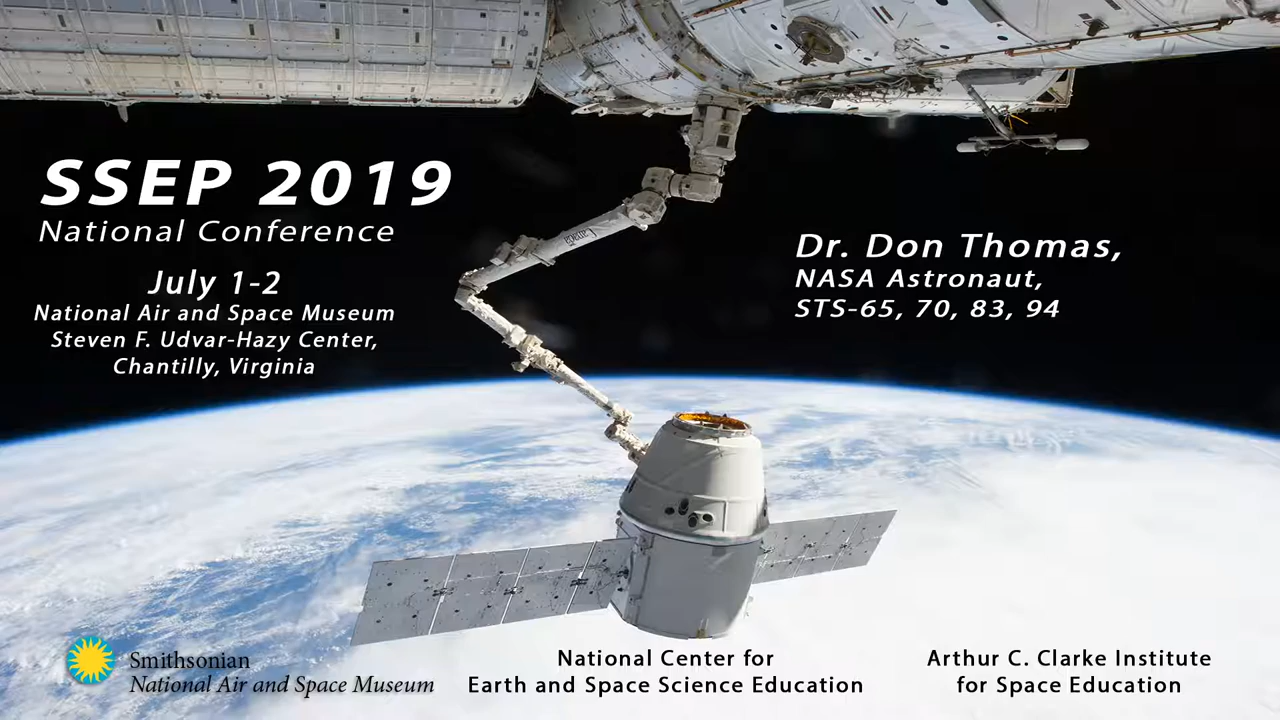 SSEP 2019
National Conference
July 1-2
National Air and Space Museum
Steven F. Udvar-Hazy Center,
Chantilly, Virginia
Dr. Don Thomas,
NASA Astronaut,
STS-65, 70, 83, 94
Canada
Smithsonian
National Air and Space Museum
National Center for
Earth and Space Science Education
Arthur C. Clarke Institute
for Space Education